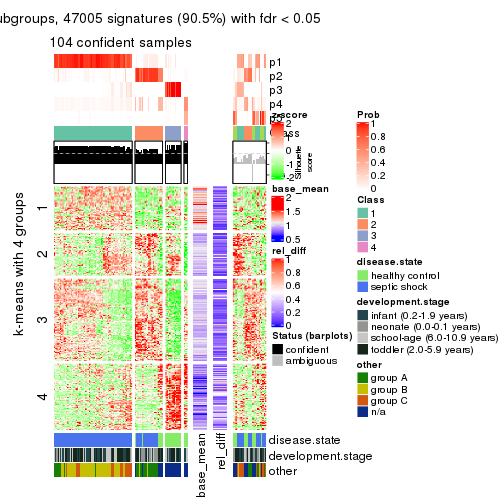 ubgroups, 47005 signatures (90.5%) with fdr < 0.05
104 confident samples
p1
p2
p3
p4
z-score
2
1
0
-1
-2
Silhouette
score
base_mean
2
1.5
1
0.5
rel_diff
1
0.8
0.6
0.4
0.2
0
Status (barplots)
confident
ambiguous
Prob
1
0.8
0.6
0.4
0.2
0
Class
1
2
3
4
disease.state
healthy control
septic shock
development.stage
infant (0.2-1.9 years)
neonate (0.0-0.1 years)
school-age (6.0-10.9 years)
toddler (2.0-5.9 years)
other
group A
group B
group C
n/a
k-means with 4 groups
1
2
3
4
disease.state
development.stage
other
base_mean
rel_diff